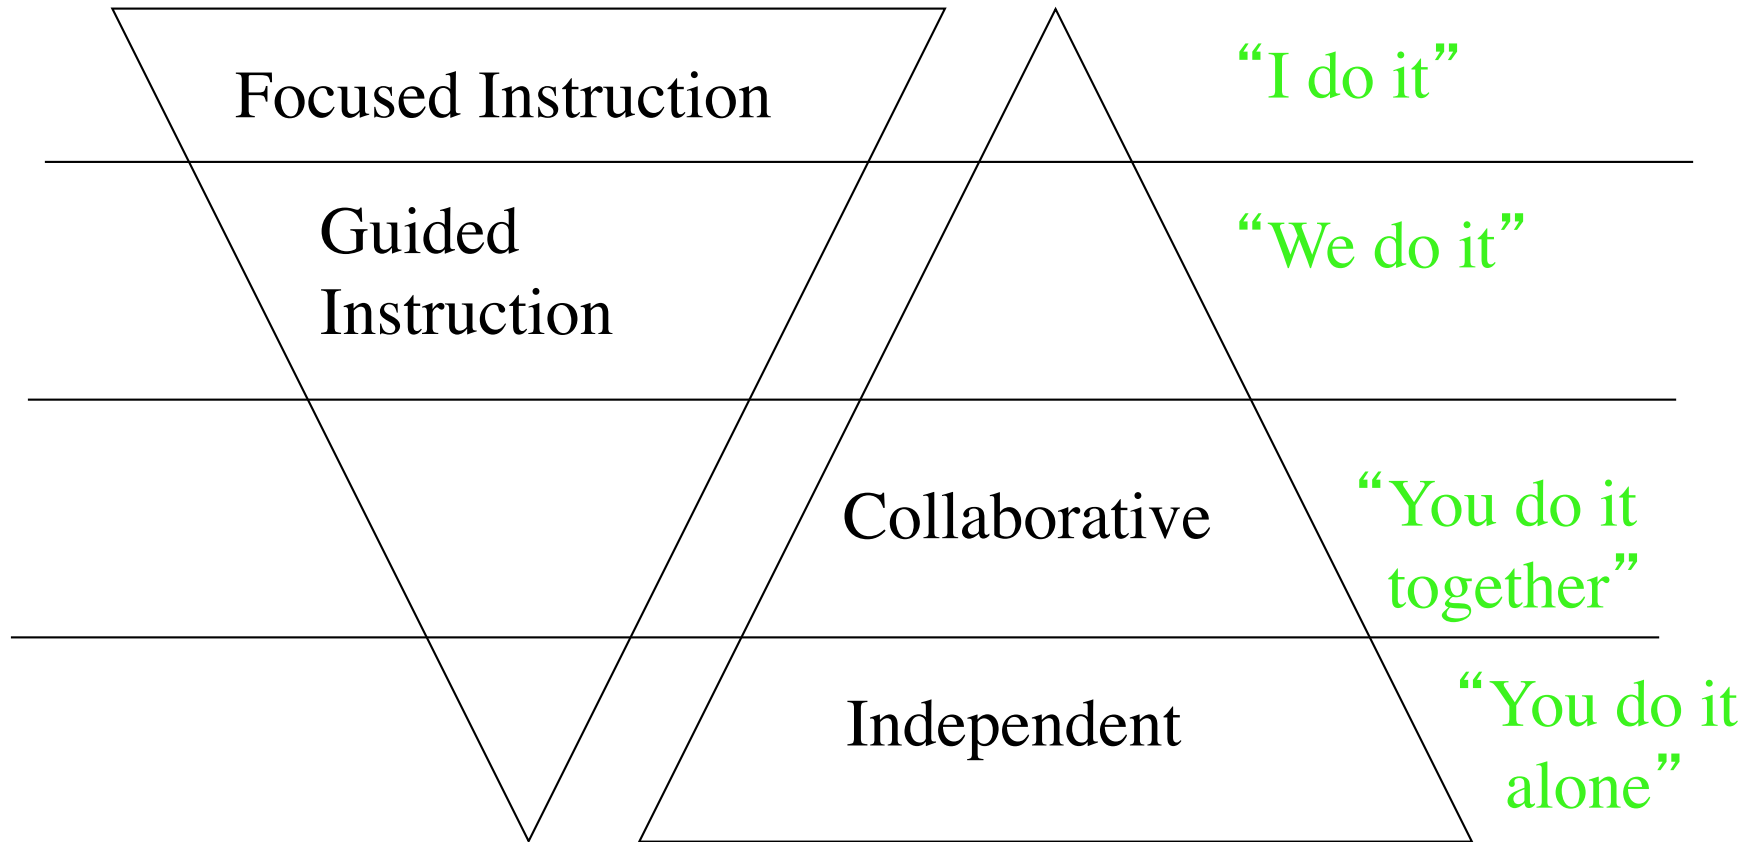 Focused Instruction
“I do it”
Guided
Instruction
“We do it”
Collaborative
“You do it
together”
Independent
“You do it
alone”